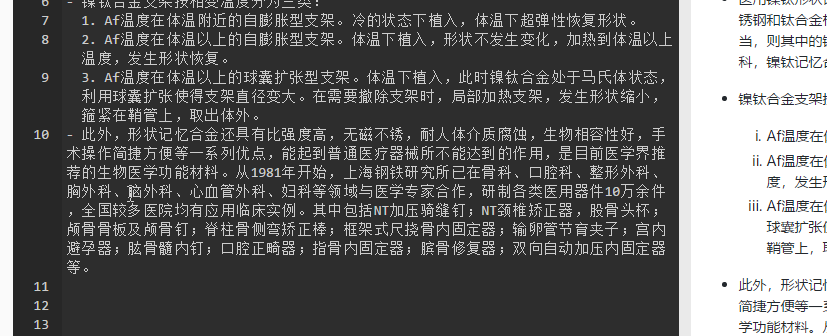 6 - 镍钛合金支架按相变温度分为三类：
7 1. Af温度在体温附近的自膨胀型支架。冷的状态下植入，体温下超弹性恢复形状。
8 2. Af温度在体温以上的自膨胀型支架。体温下植入，形状不发生变化，加热到体温以上
温度，发生形状恢复。
9 3. Af温度在体温以上的球囊扩张型支架。体温下植入，此时镍钛合金处于马氏体状态，
利用球囊扩张使得支架直径变大。在需要撤除支架时，局部加热支架，发生形状缩小，
箍紧在鞘管上，取出体外。
10 - 此外，形状记忆合金还具有比强度高，无磁不锈，耐人体介质腐蚀，生物相容性好，手
术操作简捷方便等一系列优点，能起到普通医疗器械所不能达到的作用，是目前医学界推
荐的生物医学功能材料。从1981年开始，上海钢铁研究所已在骨科、口腔科、整形外科、
胸外科、脑外科、心血管外科、妇科等领域与医学专家合作，研制各类医用器件10万余件
，全国较多医院均有应用临床实例。其中包括NT加压骑缝钉；NT颈椎矫正器，股骨头杯；
颅骨骨板及颅骨钉；脊柱骨侧弯矫正棒；框架式尺挠骨内固定器；输卵管节育夹子；宫内
避孕器；肱骨髓内钉；口腔正畸器；指骨内固定器；膑骨修复器；双向自动加压内固定器
等。
11
12
13
锈钢和钛合金
当，则其中的镍
科，镍钛记忆合
镍钛合金支架
i. Af温度在
ii. Af温度在
度，发生形
iii. Af温度在
球囊扩张
鞘管上，
此外，形状记
简捷方便等一
学功能材料。